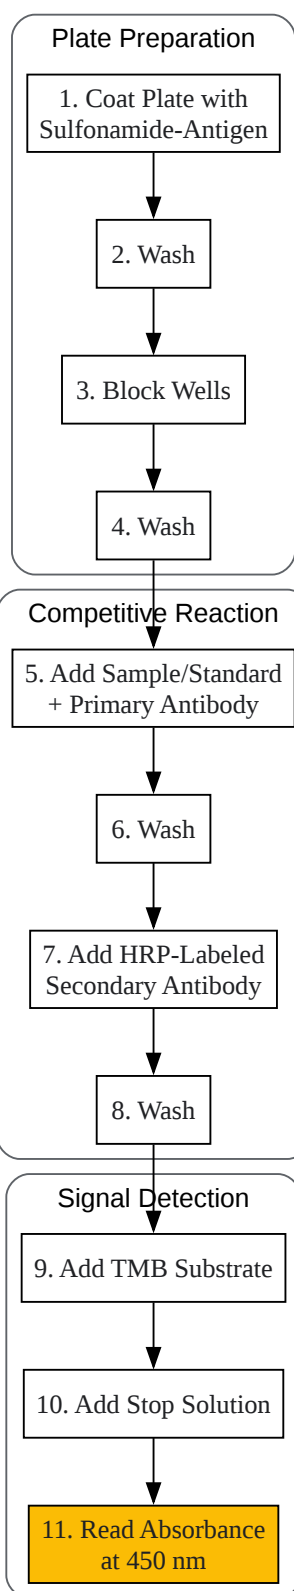 Plate Preparation
1. Coat Plate with
Sulfonamide-Antigen
2. Wash
3. Block Wells
4. Wash
Competitive Reaction
5. Add Sample/Standard
+ Primary Antibody
6. Wash
7. Add HRP-Labeled
Secondary Antibody
8. Wash
Signal Detection
9. Add TMB Substrate
10. Add Stop Solution
11. Read Absorbance
at 450 nm